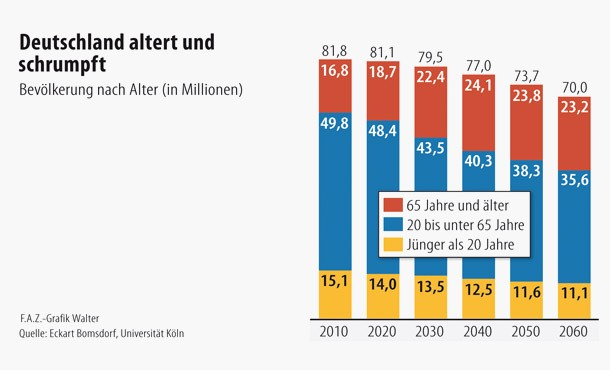 Deutschland altert und
schrumpft
Bevölkerung nach Alter (in Millionen)
81,8 81,1 79,5 77,0 73,7 70,0
16,8 18,7 22,4 24,1 23,8 23,2
49,8 48,4 43,5 40,3 38,3 35,6
65 Jahre und älter
20 bis unter 65 Jahre
Jünger als 20 Jahre
15,1 14,0 13,5 12,5 11,6 11,1
2010 2020 2030 2040 2050 2060
F.A.Z.-Grafik Walter
Quelle: Eckart Bomsdorf, Universität Köln